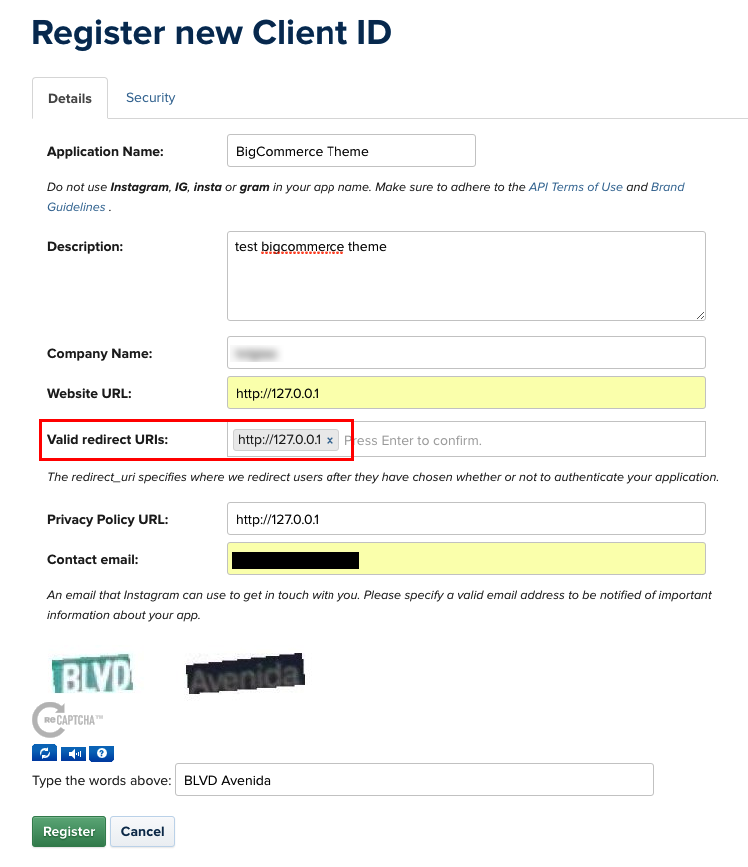 Register new Client ID
Details Security
Application Name: BigCommerce Theme
Do not use Instagram, IG, insta or gram in your app name. Make sure to adhere to the API Terms of Use and Brand
Guidelines .
Description: test bigcommerce theme
Company Name:
Website URL: http://127.0.0.1
Valid redirect URIs: http://127.0.0.1 x Press Enter to confirm.
The redirect_uri specifies where we redirect users after they have chosen whether or not to authenticate your application.
Privacy Policy URL: http://127.0.0.1
Contact email:
An email that Instagram can use to get in touch with you. Please specify a valid email address to be notified of important
information about your app.
BLVD Avenida
reCAPTCHA™
?
Type the words above: BLVD Avenida
Register Cancel